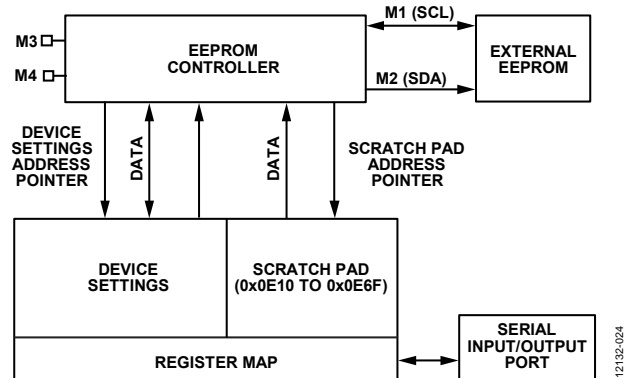 M1 (SCL)
M3
EEPROM
CONTROLLER
EXTERNAL
EEPROM
M4
M2 (SDA)
DEVICE
SETTINGS
ADDRESS
POINTER
DATA
DATA
SCRATCH PAD
ADDRESS
POINTER
DEVICE
SETTINGS
SCRATCH PAD
(0x0E10 TO 0x0E6F)
REGISTER MAP
SERIAL
INPUT/OUTPUT
PORT
12132-024